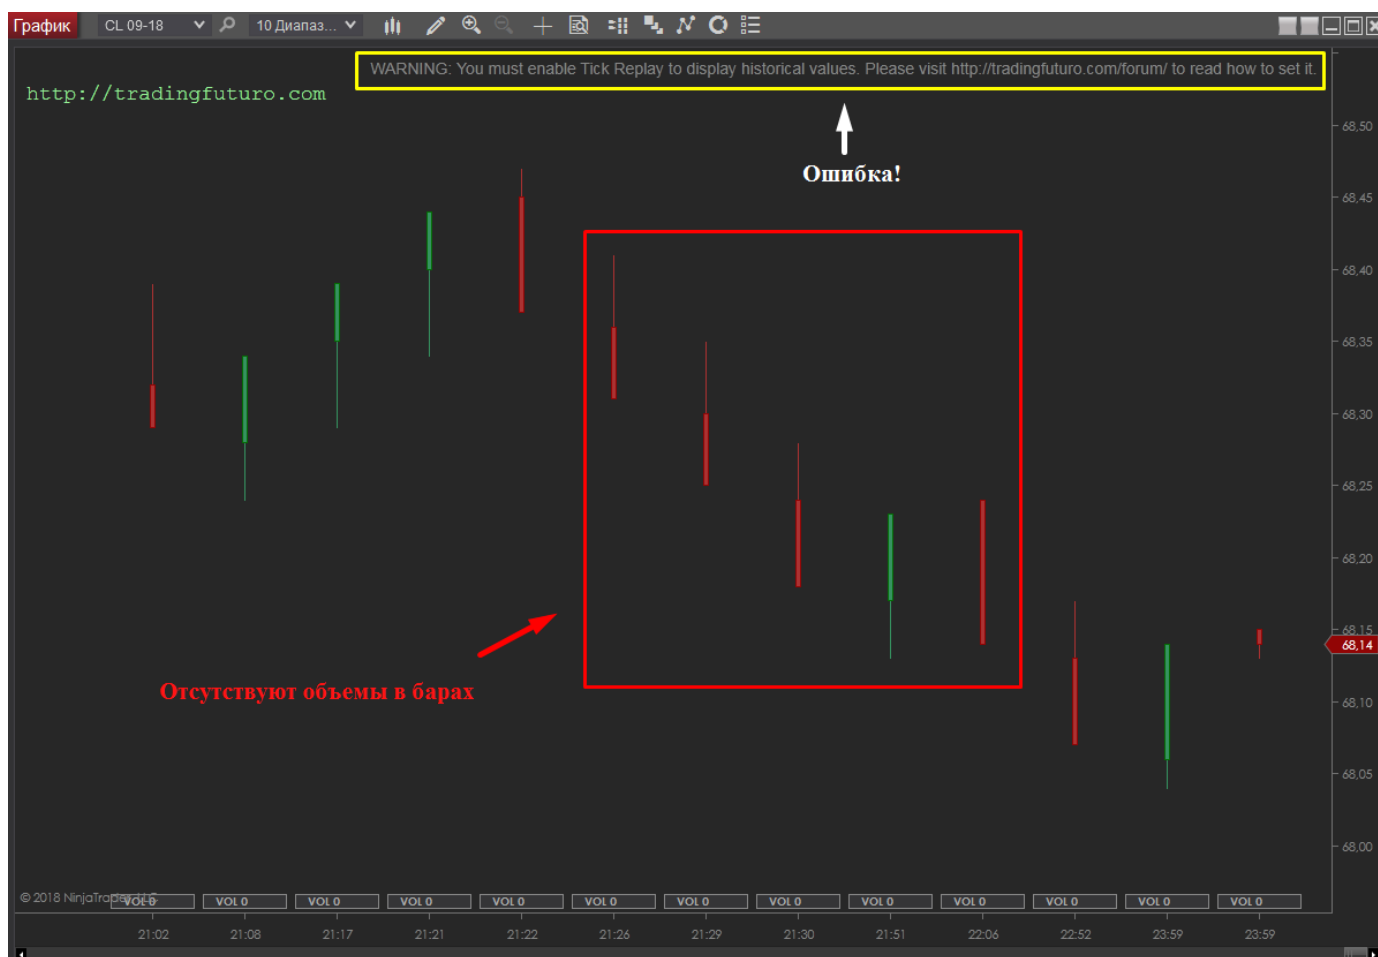 График CL 09-18 10 Диапаз...
WARNING: You must enable Tick Replay to display historical values. Please visit http://tradingfuturo.com/forum/ to read how to set it.
http://tradingfuturo.com
Ошибка!
68,50
68,45
68,40
68,35
68,30
68,25
68,20
68,15
68,14
Отсутствуют объемы в барах
68,10
68,05
68,00
© 2018 NinjaTrader, LLC
VOL 0 VOL 0 VOL 0 VOL 0 VOL 0 VOL 0 VOL 0 VOL 0 VOL 0 VOL 0 VOL 0 VOL 0 VOL 0
21:02 21:08 21:17 21:21 21:22 21:26 21:29 21:30 21:51 22:06 22:52 23:59 23:59